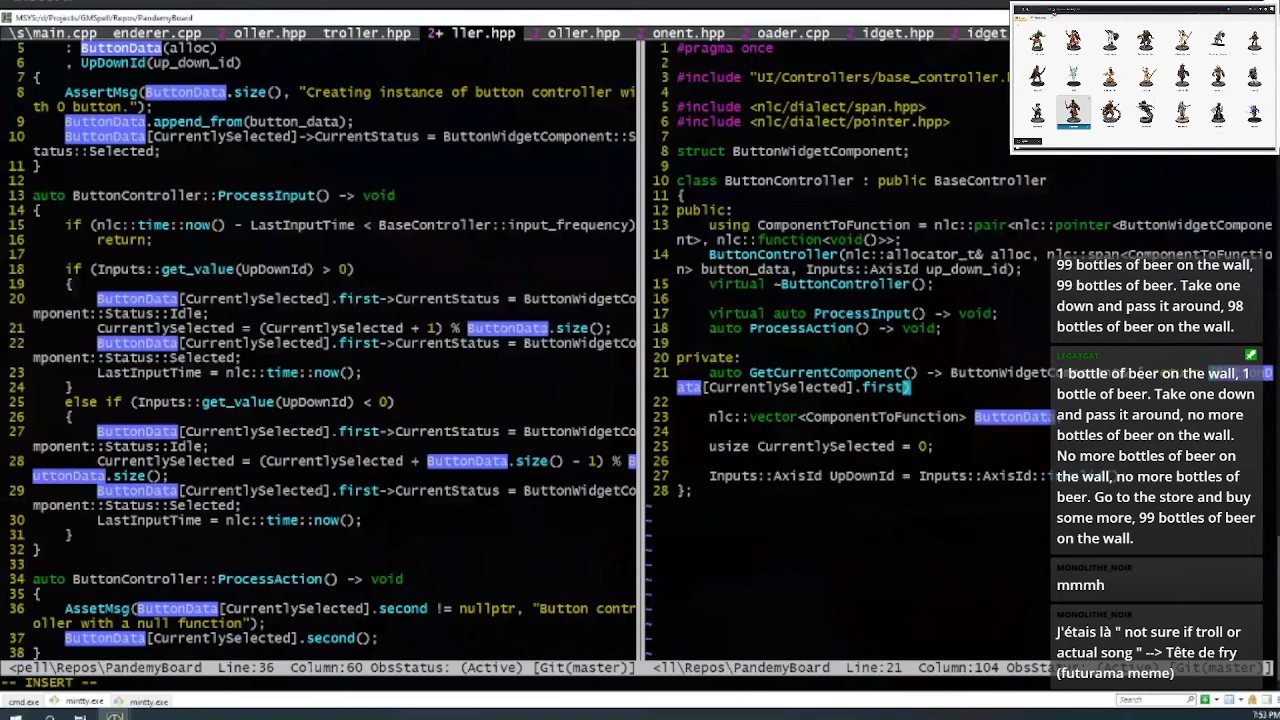 MSYS:/d/Projects/GMSpell/Repos/PandemyBoard
\s\main.cpp enderer.cpp oller.hpp ller.hpp 2+ ller.hpp oller.hpp onent.hpp oader.cpp idget.hpp idget
5 : ButtonData(alloc)
6 , UpDownId(up_down_id)
7 {
8 AssertMsg(ButtonData.size(), "Creating instance of button controller wi
th 0 button.");
9 ButtonData.append_from(button_data);
10 ButtonData[CurrentlySelected]->CurrentStatus = ButtonWidgetComponent::S
tatus::Selected;
11 }
12
13 auto ButtonController::ProcessInput() -> void
14 {
15 if (nlc::time::now() - LastInputTime < BaseController::input_frequency)
16 return;
17
18 if (Inputs::get_value(UpDownId) > 0)
19 {
20 ButtonData[CurrentlySelected].first->CurrentStatus = ButtonWidgetCo
mponent::Status::Idle;
21 CurrentlySelected = (CurrentlySelected + 1) % ButtonData.size();
22 ButtonData[CurrentlySelected].first->CurrentStatus = ButtonWidgetCo
mponent::Status::Selected;
23 LastInputTime = nlc::time::now();
24 }
25 else if (Inputs::get_value(UpDownId) < 0)
26 {
27 ButtonData[CurrentlySelected].first->CurrentStatus = ButtonWidgetCo
mponent::Status::Idle;
28 CurrentlySelected = (CurrentlySelected + ButtonData.size() - 1) % B
uttonData.size();
29 ButtonData[CurrentlySelected].first->CurrentStatus = ButtonWidgetCo
mponent::Status::Selected;
30 LastInputTime = nlc::time::now();
31 }
32 }
33
34 auto ButtonController::ProcessAction() -> void
35 {
36 AssetMsg(ButtonData[CurrentlySelected].second != nullptr, "Button contr
oller with a null function");
37 ButtonData[CurrentlySelected].second();
38 }
<pell\Repos\PandemyBoard Line:36 Column:60 ObsStatus: (Active) [Git(master)]
-- INSERT --
1 #pragma once
2
3 #include "UI/Controllers/base_controller.h
4
5 #include <nlc/dialect/span.hpp>
6 #include <nlc/dialect/pointer.hpp>
7
8 struct ButtonWidgetComponent;
9
10 class ButtonController : public BaseController
11 {
12 public:
13 using ComponentToFunction = nlc::pair<nlc::pointer<ButtonWidgetCompone
nt>, nlc::function<void()>>;
14 ButtonController(nlc::allocator_t& alloc, nlc::span<ComponentToFunctio
n> button_data, Inputs::AxisId up_down_id);
15 virtual ~ButtonController();
16
17 virtual auto ProcessInput() -> void;
18 auto ProcessAction() -> void;
19
20 private:
21 auto GetCurrentComponent() -> ButtonWidgetCom
ata[CurrentlySelected].first)
22
23 nlc::vector<ComponentToFunction> ButtonData
24
25 usize CurrentlySelected = 0;
26
27 Inputs::AxisId UpDownId = Inputs::AxisId::
28 };
<ll\Repos\PandemyBoard Line:21 Column:104 ObsStatus: (Active) [Git(master)]
99 bottles of beer on the wall,
99 bottles of beer. Take one
down and pass it around, 98
bottles of beer on the wall.
LEGATGAT
1 bottle of beer on the wall, 1
bottle of beer. Take one down
and pass it around, no more
bottles of beer on the wall.
No more bottles of beer on
the wall, no more bottles of
beer. Go to the store and buy
some more, 99 bottles of beer
on the wall.
MONOLITHE_NOIR
mmmh
MONOLITHE_NOIR
J'étais là " not sure if troll or
actual song " --> Tête de fry
(futurama meme)
cmd.exe mintty.exe mintty.exe Search
7:53 PM